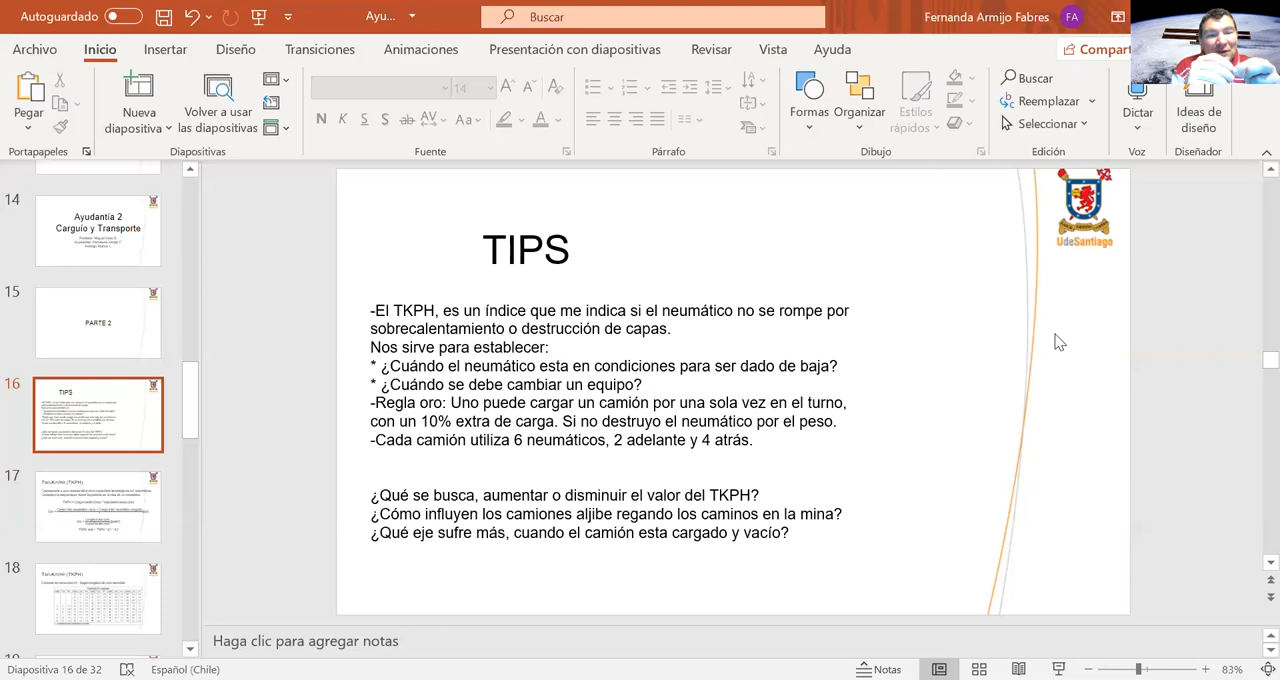 Autoguardado
Ayu...
Buscar
Fernanda Armijo Fabres
FA
Archivo
Inicio
Insertar
Diseño
Transiciones
Animaciones
Presentación con diapositivas
Revisar
Vista
Ayuda
Compart
Pegar
Nueva
diapositiva
Volver a usar
las diapositivas
14
N K S S ab AV Aa A
Formas
Organizar
Estilos
rápidos
Buscar
Reemplazar
Seleccionar
Dictar
Ideas de
diseño
Portapapeles
Diapositivas
Fuente
Párrafo
Dibujo
Edición
Voz
Diseñador
14
Ayudantía 2
Carguío y Transporte
15
PARTE 2
16
TIPS
17
18
TIPS
UdeSantiago
-El TKPH, es un índice que me indica si el neumático no se rompe por
sobrecalentamiento o destrucción de capas.
Nos sirve para establecer:
* ¿Cuándo el neumático esta en condiciones para ser dado de baja?
* ¿Cuándo se debe cambiar un equipo?
-Regla oro: Uno puede cargar un camión por una sola vez en el turno,
con un 10% extra de carga. Si no destruyo el neumático por el peso.
-Cada camión utiliza 6 neumáticos, 2 adelante y 4 atrás.
¿Qué se busca, aumentar o disminuir el valor del TKPH?
¿Cómo influyen los camiones aljibe regando los caminos en la mina?
¿Qué eje sufre más, cuando el camión esta cargado y vacío?
Haga clic para agregar notas
Diapositiva 16 de 32
Español (Chile)
Notas
83%